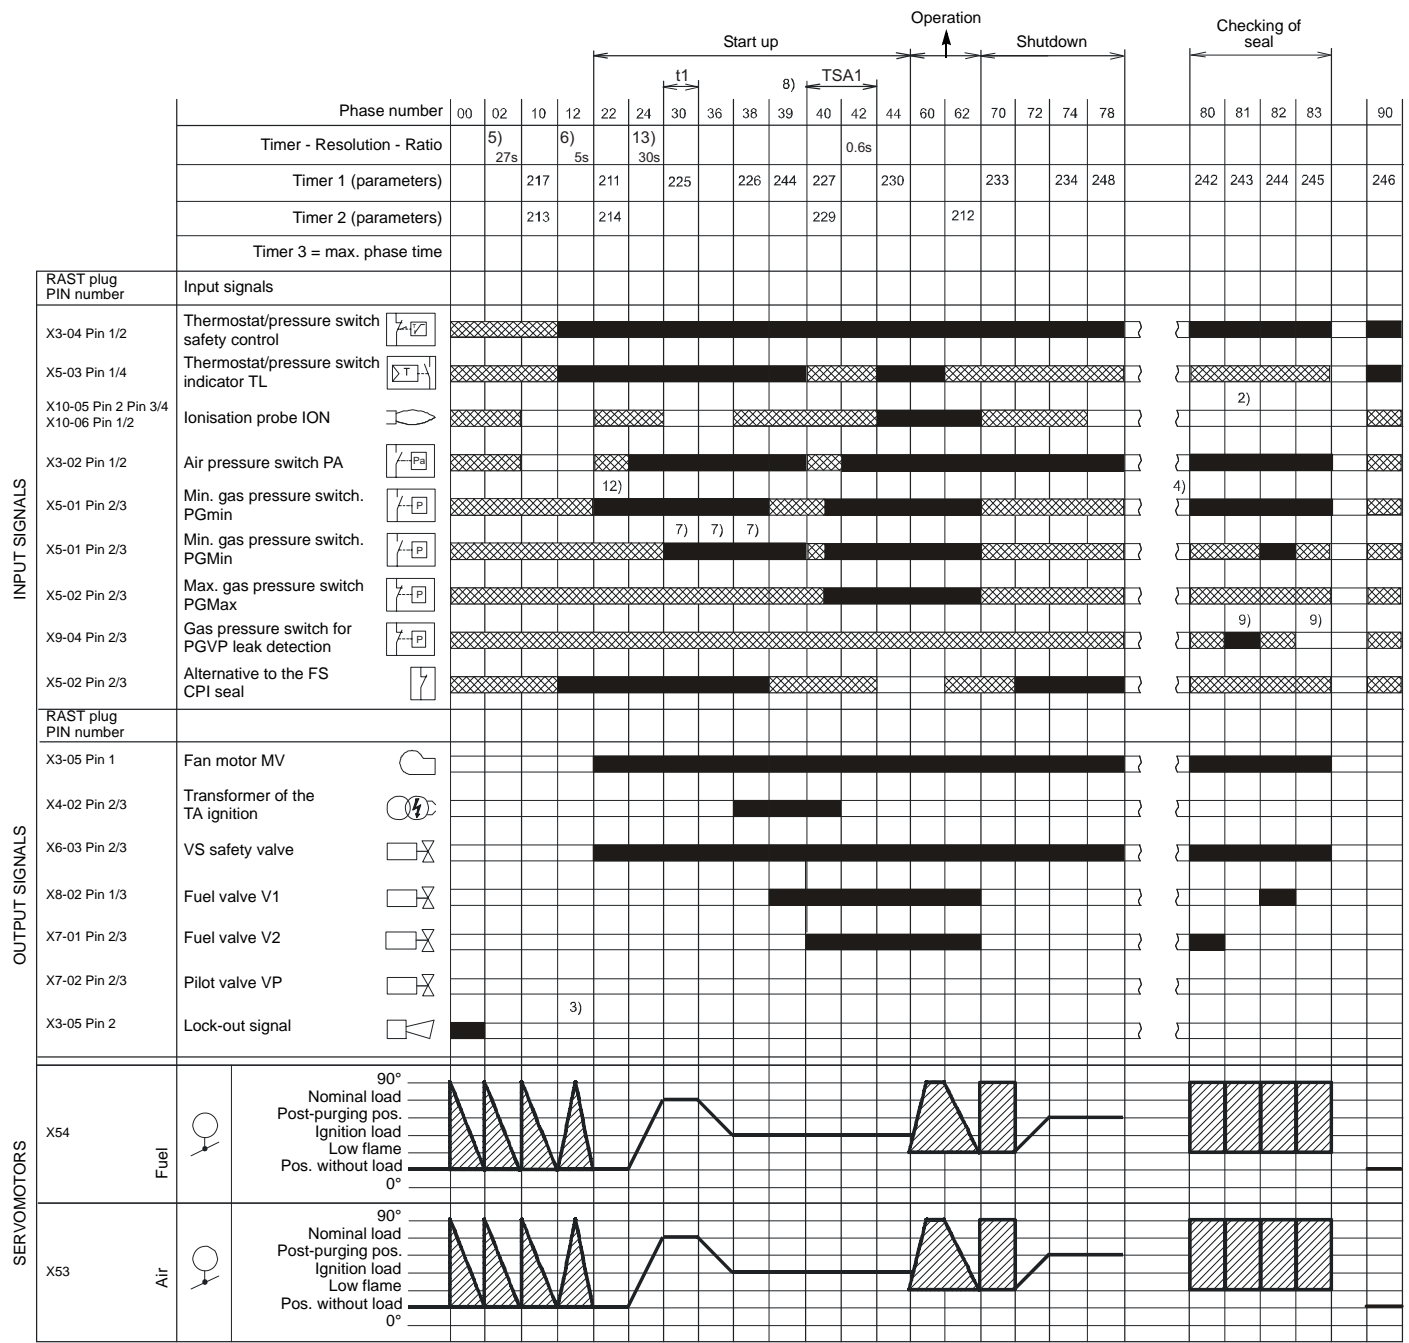 Operation
Start up
Shutdown
Checking of
seal
t1
8)
TSA1
Phase number 00 02 10 12 22 24 30 36 38 39 40 42 44 60 62 70 72 74 78 80 81 82 83 90
Timer - Resolution - Ratio 5) 27s 6) 5s 13) 30s 0.6s
Timer 1 (parameters) 217 211 225 226 244 227 230 233 234 248 242 243 244 245 246
Timer 2 (parameters) 213 214 229 212
Timer 3 = max. phase time
RAST plug
PIN number
Input signals
INPUT SIGNALS
X3-04 Pin 1/2
Thermostat/pressure switch
safety control
X5-03 Pin 1/4
Thermostat/pressure switch
indicator TL
T
2)
X10-05 Pin 2 Pin 3/4
X10-06 Pin 1/2
Ionisation probe ION
X3-02 Pin 1/2
Air pressure switch PA
Pa
12)
4)
X5-01 Pin 2/3
Min. gas pressure switch.
PGmin
P
7) 7) 7)
X5-01 Pin 2/3
Min. gas pressure switch.
PGMin
P
X5-02 Pin 2/3
Max. gas pressure switch
PGMax
P
9) 9)
X9-04 Pin 2/3
Gas pressure switch for
PGVP leak detection
P
X5-02 Pin 2/3
Alternative to the FS
CPI seal
RAST plug
PIN number
OUTPUT SIGNALS
X3-05 Pin 1
Fan motor MV
X4-02 Pin 2/3
Transformer of the
TA ignition
X6-03 Pin 2/3
VS safety valve
X8-02 Pin 1/3
Fuel valve V1
X7-01 Pin 2/3
Fuel valve V2
X7-02 Pin 2/3
Pilot valve VP
3)
X3-05 Pin 2
Lock-out signal
SERVOMOTORS
X54
Fuel
90°
Nominal load
Post-purging pos.
Ignition load
Low flame
Pos. without load
0°
X53
Air
90°
Nominal load
Post-purging pos.
Ignition load
Low flame
Pos. without load
0°